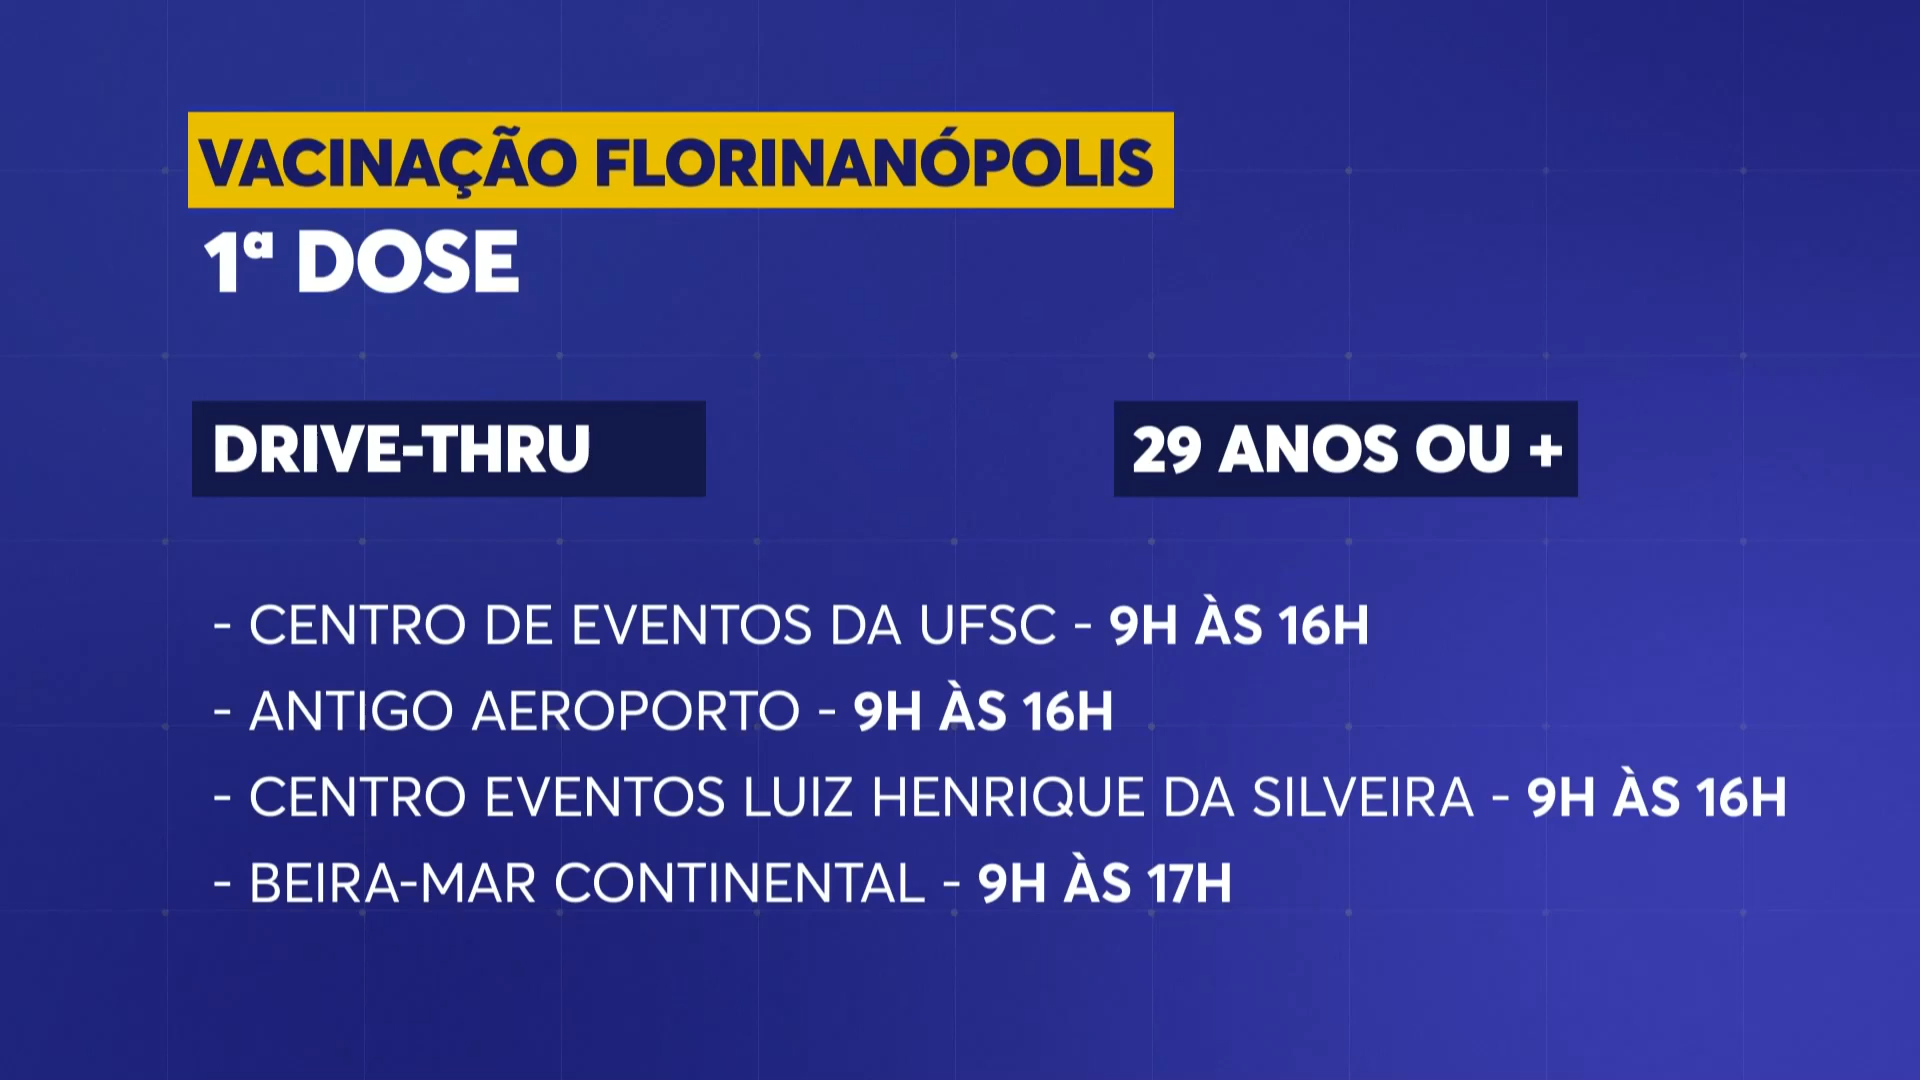 VACINAÇÃO FLORINANÓPOLIS
1ª DOSE
DRIVE-THRU
29 ANOS OU +
- CENTRO DE EVENTOS DA UFSC - 9H ÀS 16H
- ANTIGO AEROPORTO - 9H ÀS 16H
- CENTRO EVENTOS LUIZ HENRIQUE DA SILVEIRA - 9H ÀS 16H
- BEIRA-MAR CONTINENTAL - 9H ÀS 17H